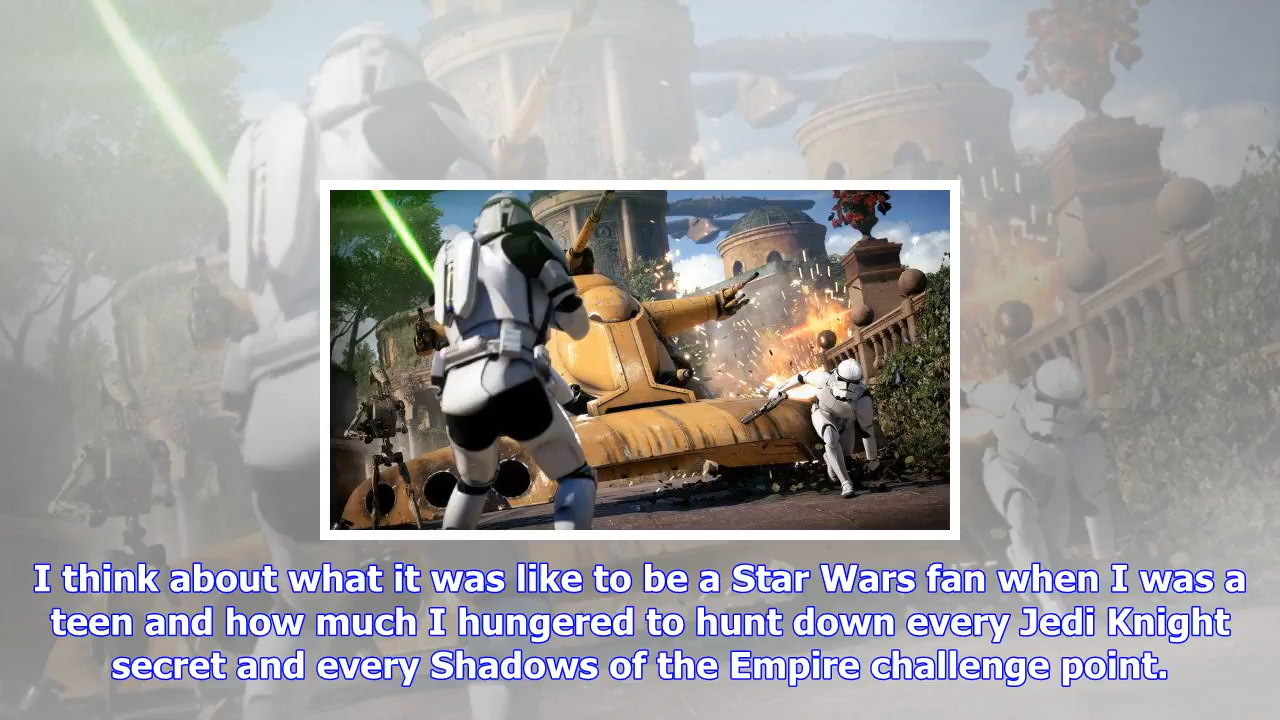 I think about what it was like to be a Star Wars fan when I was a
teen and how much I hungered to hunt down every Jedi Knight
secret and every Shadows of the Empire challenge point.